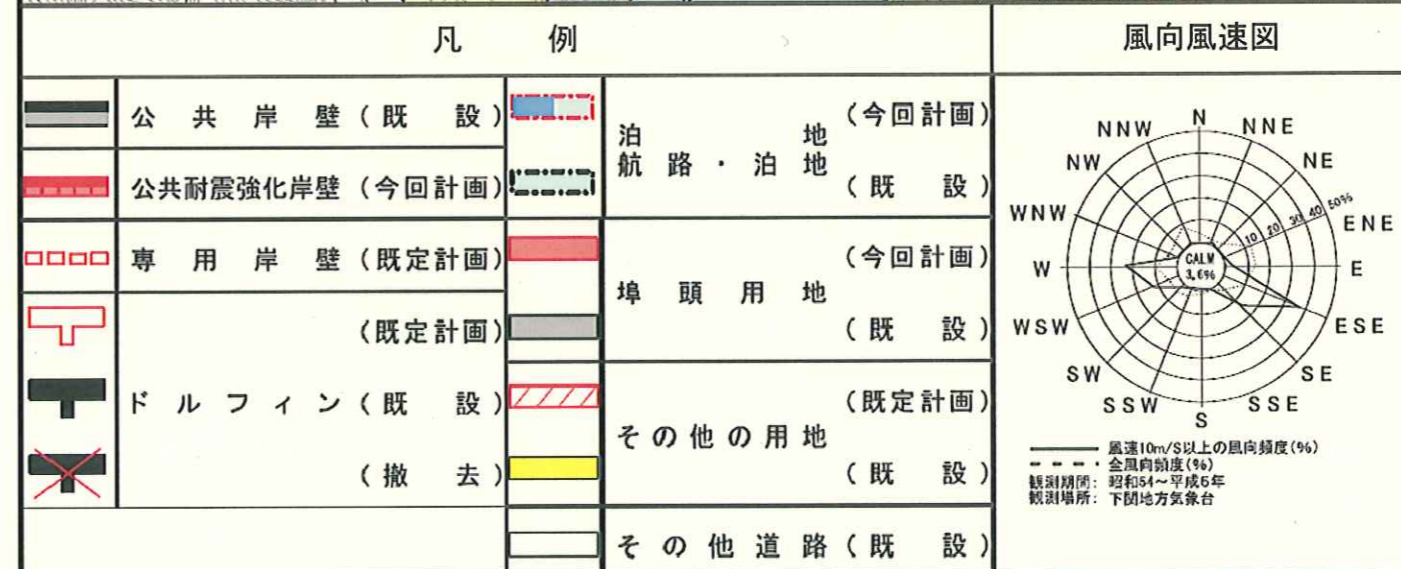 凡 例
公共岸壁(既 設)
公共耐震強化岸壁(今回計画)
専用岸壁(既定計画)
(既定計画)
ドルフィン(既 設)
(撤 去)
(今回計画)
泊 地
航路・泊地
(既 設)
(今回計画)
埠頭用地
(既 設)
(既定計画)
その他の用地
(既 設)
その他道路(既 設)
風向風速図
N
NNE
NE
ENE
E
ESE
SE
SSE
S
SSW
SW
WSW
W
WNW
NW
NNW
10 20 30 40 50%
CALM
3.6%
風速10m/S以上の風向頻度(%)
全風向頻度(%)
観測期間: 昭和54~平成6年
観測場所: 下関地方気象台